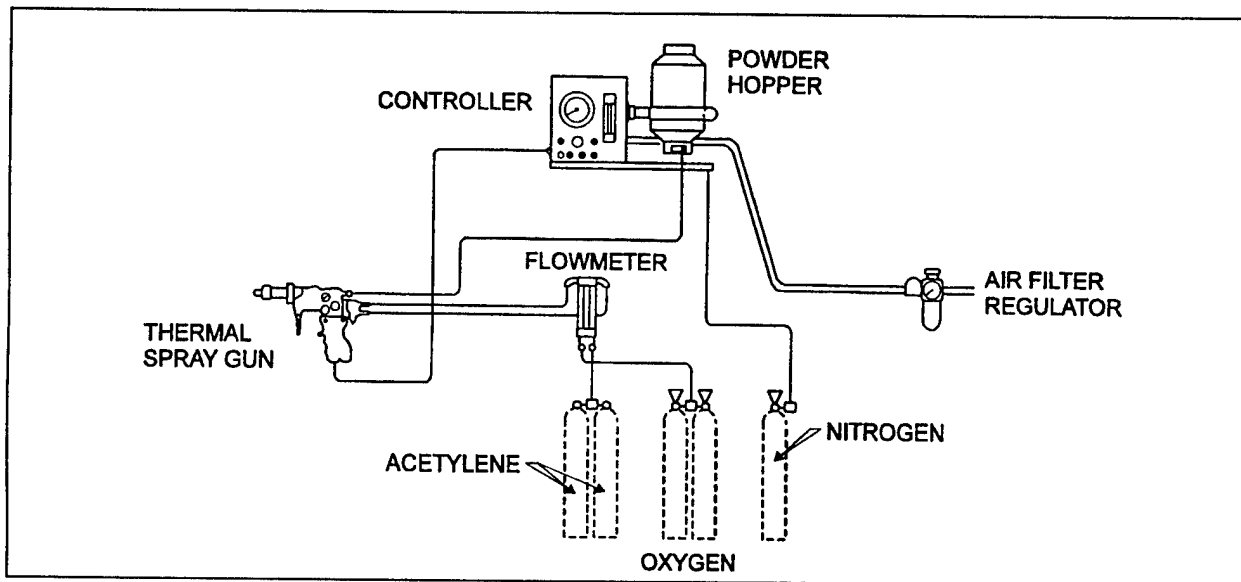 POWDER
HOPPER
CONTROLLER
FLOWMETER
AIR FILTER
REGULATOR
THERMAL
SPRAY GUN
NITROGEN
ACETYLENE
OXYGEN